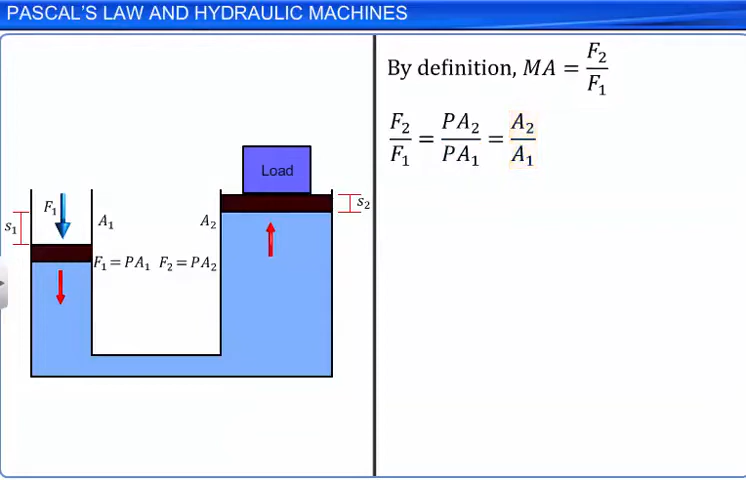 PASCAL'S LAW AND HYDRAULIC MACHINES
By definition, MA = F₂/F₁
F₂/F₁ = PA₂/PA₁ = A₂/A₁
Load
F₁
s₁
A₁
A₂
s₂
F₁ = PA₁ F₂ = PA₂